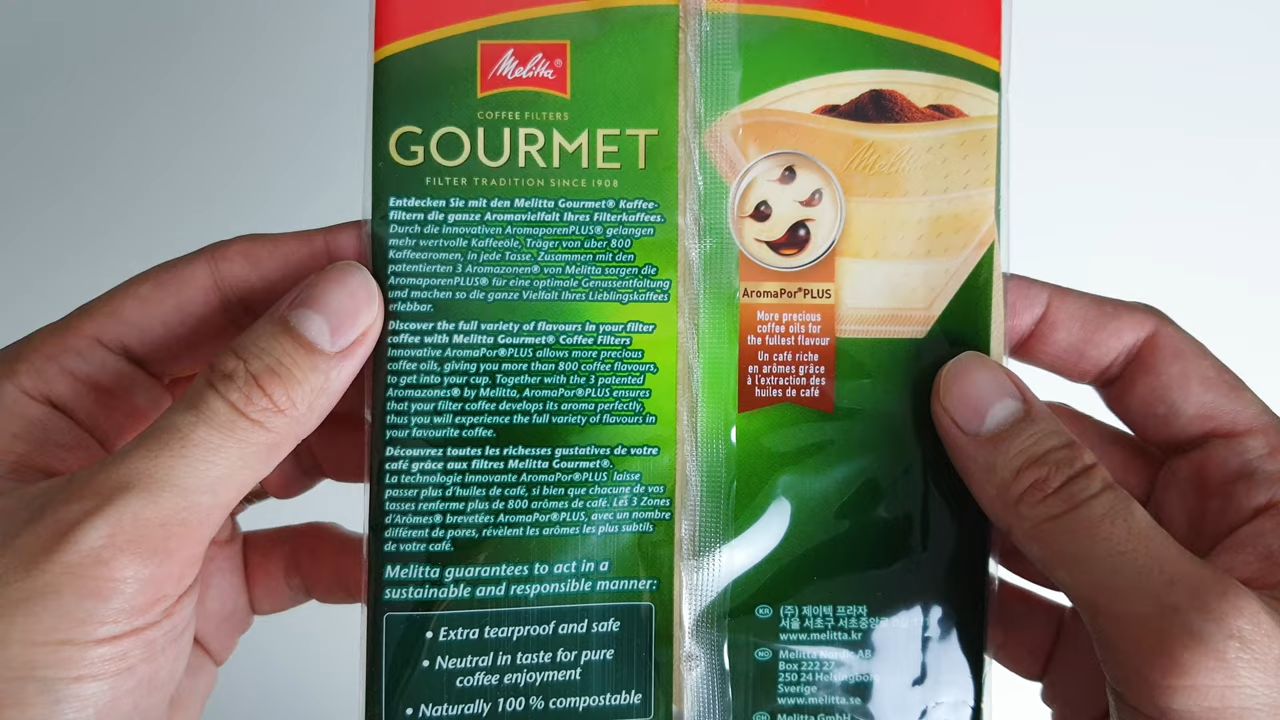 Melitta®
COFFEE FILTERS
GOURMET
FILTER TRADITION SINCE 1908
Entdecken Sie mit den Melitta Gourmet® Kaffee-
filtern die ganze Aromavielfalt Ihres Filterkaffees.
Durch die innovativen AromaporenPLUS® gelangen
mehr wertvolle Kaffeeöle, Träger von über 800
Kaffeearomen, in jede Tasse. Zusammen mit den
patentierten 3 Aromazonen® von Melitta sorgen die
AromaporenPLUS® für eine optimale Genussentfaltung
und machen so die ganze Vielfalt Ihres Lieblingskaffees
erlebbar.
Discover the full variety of flavours in your filter
coffee with Melitta Gourmet® Coffee Filters
Innovative AromaPor®PLUS allows more precious
coffee oils, giving you more than 800 coffee flavours,
to get into your cup. Together with the 3 patented
Aromazones® by Melitta, AromaPor®PLUS ensures
that your filter coffee develops its aroma perfectly,
thus you will experience the full variety of flavours in
your favourite coffee.
Découvrez toutes les richesses gustatives de votre
café grâce aux filtres Melitta Gourmet®.
La technologie innovante AromaPor®PLUS laisse
passer plus d'huiles de café, si bien que chacune de vos
tasses renferme plus de 800 arômes de café. Les 3 Zones
d'Arômes® brevetées AromaPor®PLUS, avec un nombre
différent de pores, révèlent les arômes les plus subtils
de votre café.
Melitta guarantees to act in a
sustainable and responsible manner:
• Extra tearproof and safe
• Neutral in taste for pure
coffee enjoyment
• Naturally 100 % compostable
Melitta
AromaPor®PLUS
More precious
coffee oils for
the fullest flavour
Un café riche
en arômes grâce
à l'extraction des
huiles de café
KR (주) 제이텍 프라자
서울 서초구 서초중앙로
www.melitta.kr
NO Melitta Nordic AB
Box 222 27
250 24 Helsingborg
Sverige
www.melitta.se
CH Melitta GmbH